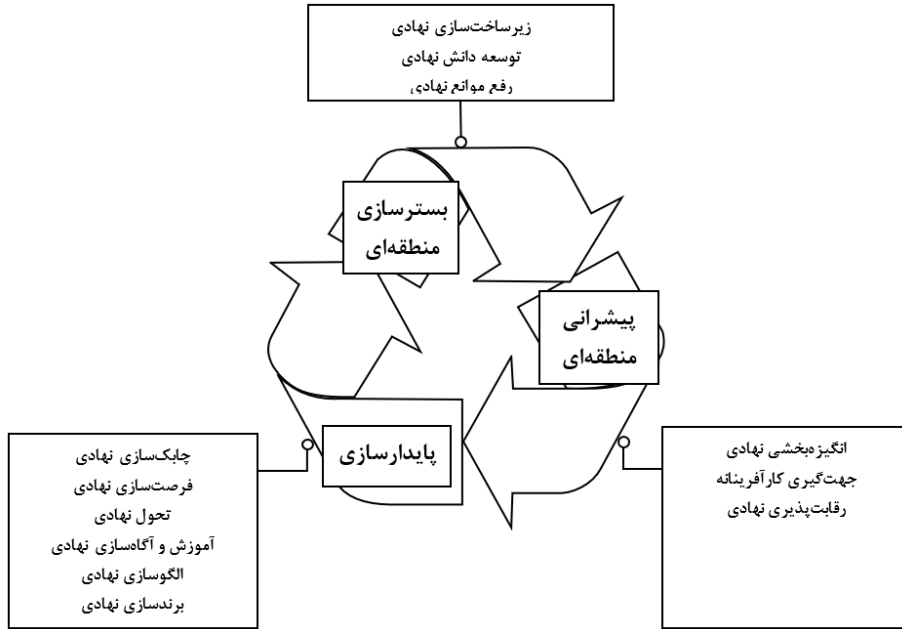 زیرساخت‌سازی نهادی
توسعه دانش نهادی
رفع موانع نهادی
بسترسازی
منطقه‌ای
پیشرانی
منطقه‌ای
پایدارسازی
انگیزه‌بخشی نهادی
جهت‌گیری کارآفرینانه
رقابت‌پذیری نهادی
چابک‌سازی نهادی
فرصت‌سازی نهادی
تحول نهادی
آموزش و آگاه‌سازی نهادی
الگوسازی نهادی
برندسازی نهادی